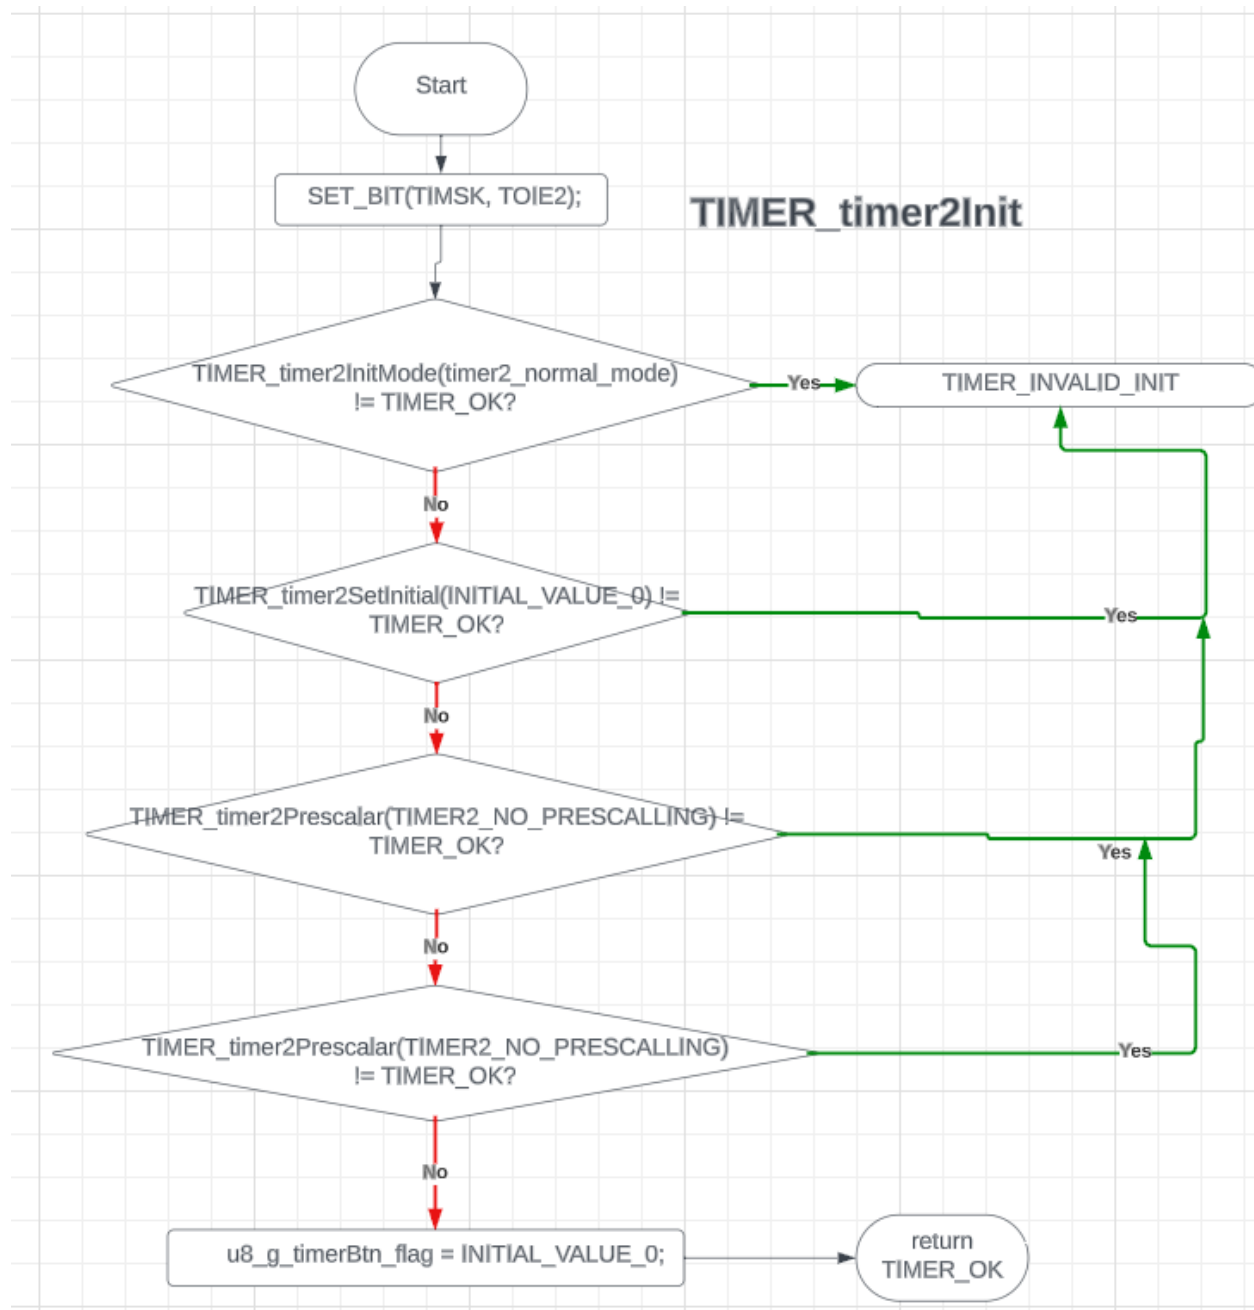 Start
SET_BIT(TIMSK, TOIE2);
TIMER_timer2Init
TIMER_timer2InitMode(timer2_normal_mode)
!= TIMER_OK?
Yes
TIMER_INVALID_INIT
No
TIMER_timer2SetInitial(INITIAL_VALUE_0) !=
TIMER_OK?
Yes
No
TIMER_timer2Prescalar(TIMER2_NO_PRESCALLING) !=
TIMER_OK?
Yes
No
TIMER_timer2Prescalar(TIMER2_NO_PRESCALLING)
!= TIMER_OK?
Yes
No
u8_g_timerBtn_flag = INITIAL_VALUE_0;
return
TIMER_OK